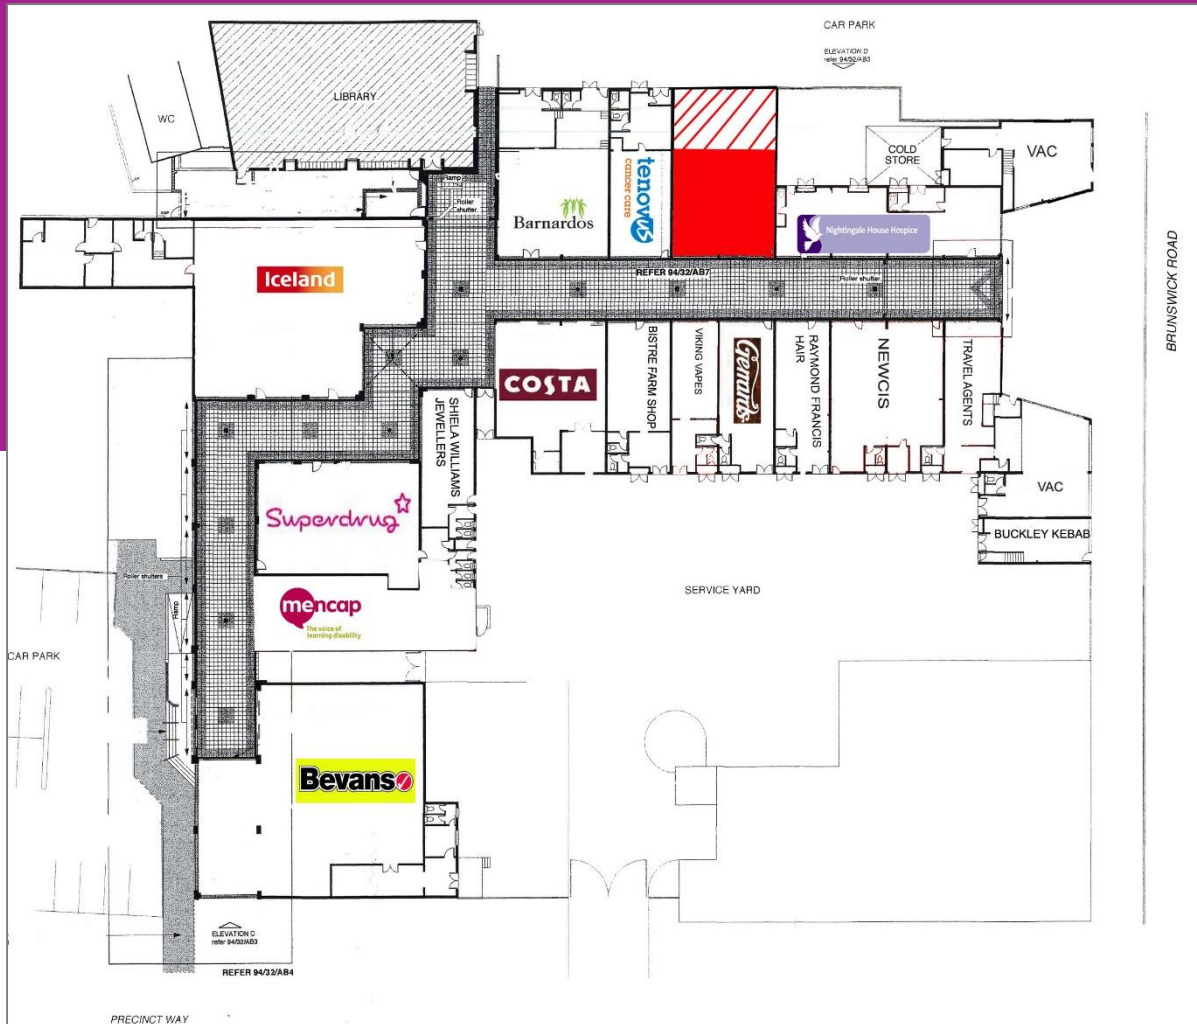 CAR PARK
ELEVATION D
refer 94/32/AB3
LIBRARY
WC
COLD
STORE
VAC
Ramp
Roller
shutter
Barnardos
tenovus
cancer care
Nightingale House Hospice
BRUNSWICK ROAD
Iceland
REFER 94/32/AB7
Roller shutter
COSTA
BISTRE FARM SHOP
VIKING VAPES
Gemma's
RAYMOND FRANCIS
HAIR
NEWCIS
TRAVEL AGENTS
SHIELA WILLIAMS
JEWELLERS
Superdrug
VAC
BUCKLEY KEBAB
Roller shutters
Ramp
mencap
The voice of
learning disability
SERVICE YARD
CAR PARK
Bevans
ELEVATION C
refer 94/32/AB3
REFER 94/32/AB4
PRECINCT WAY